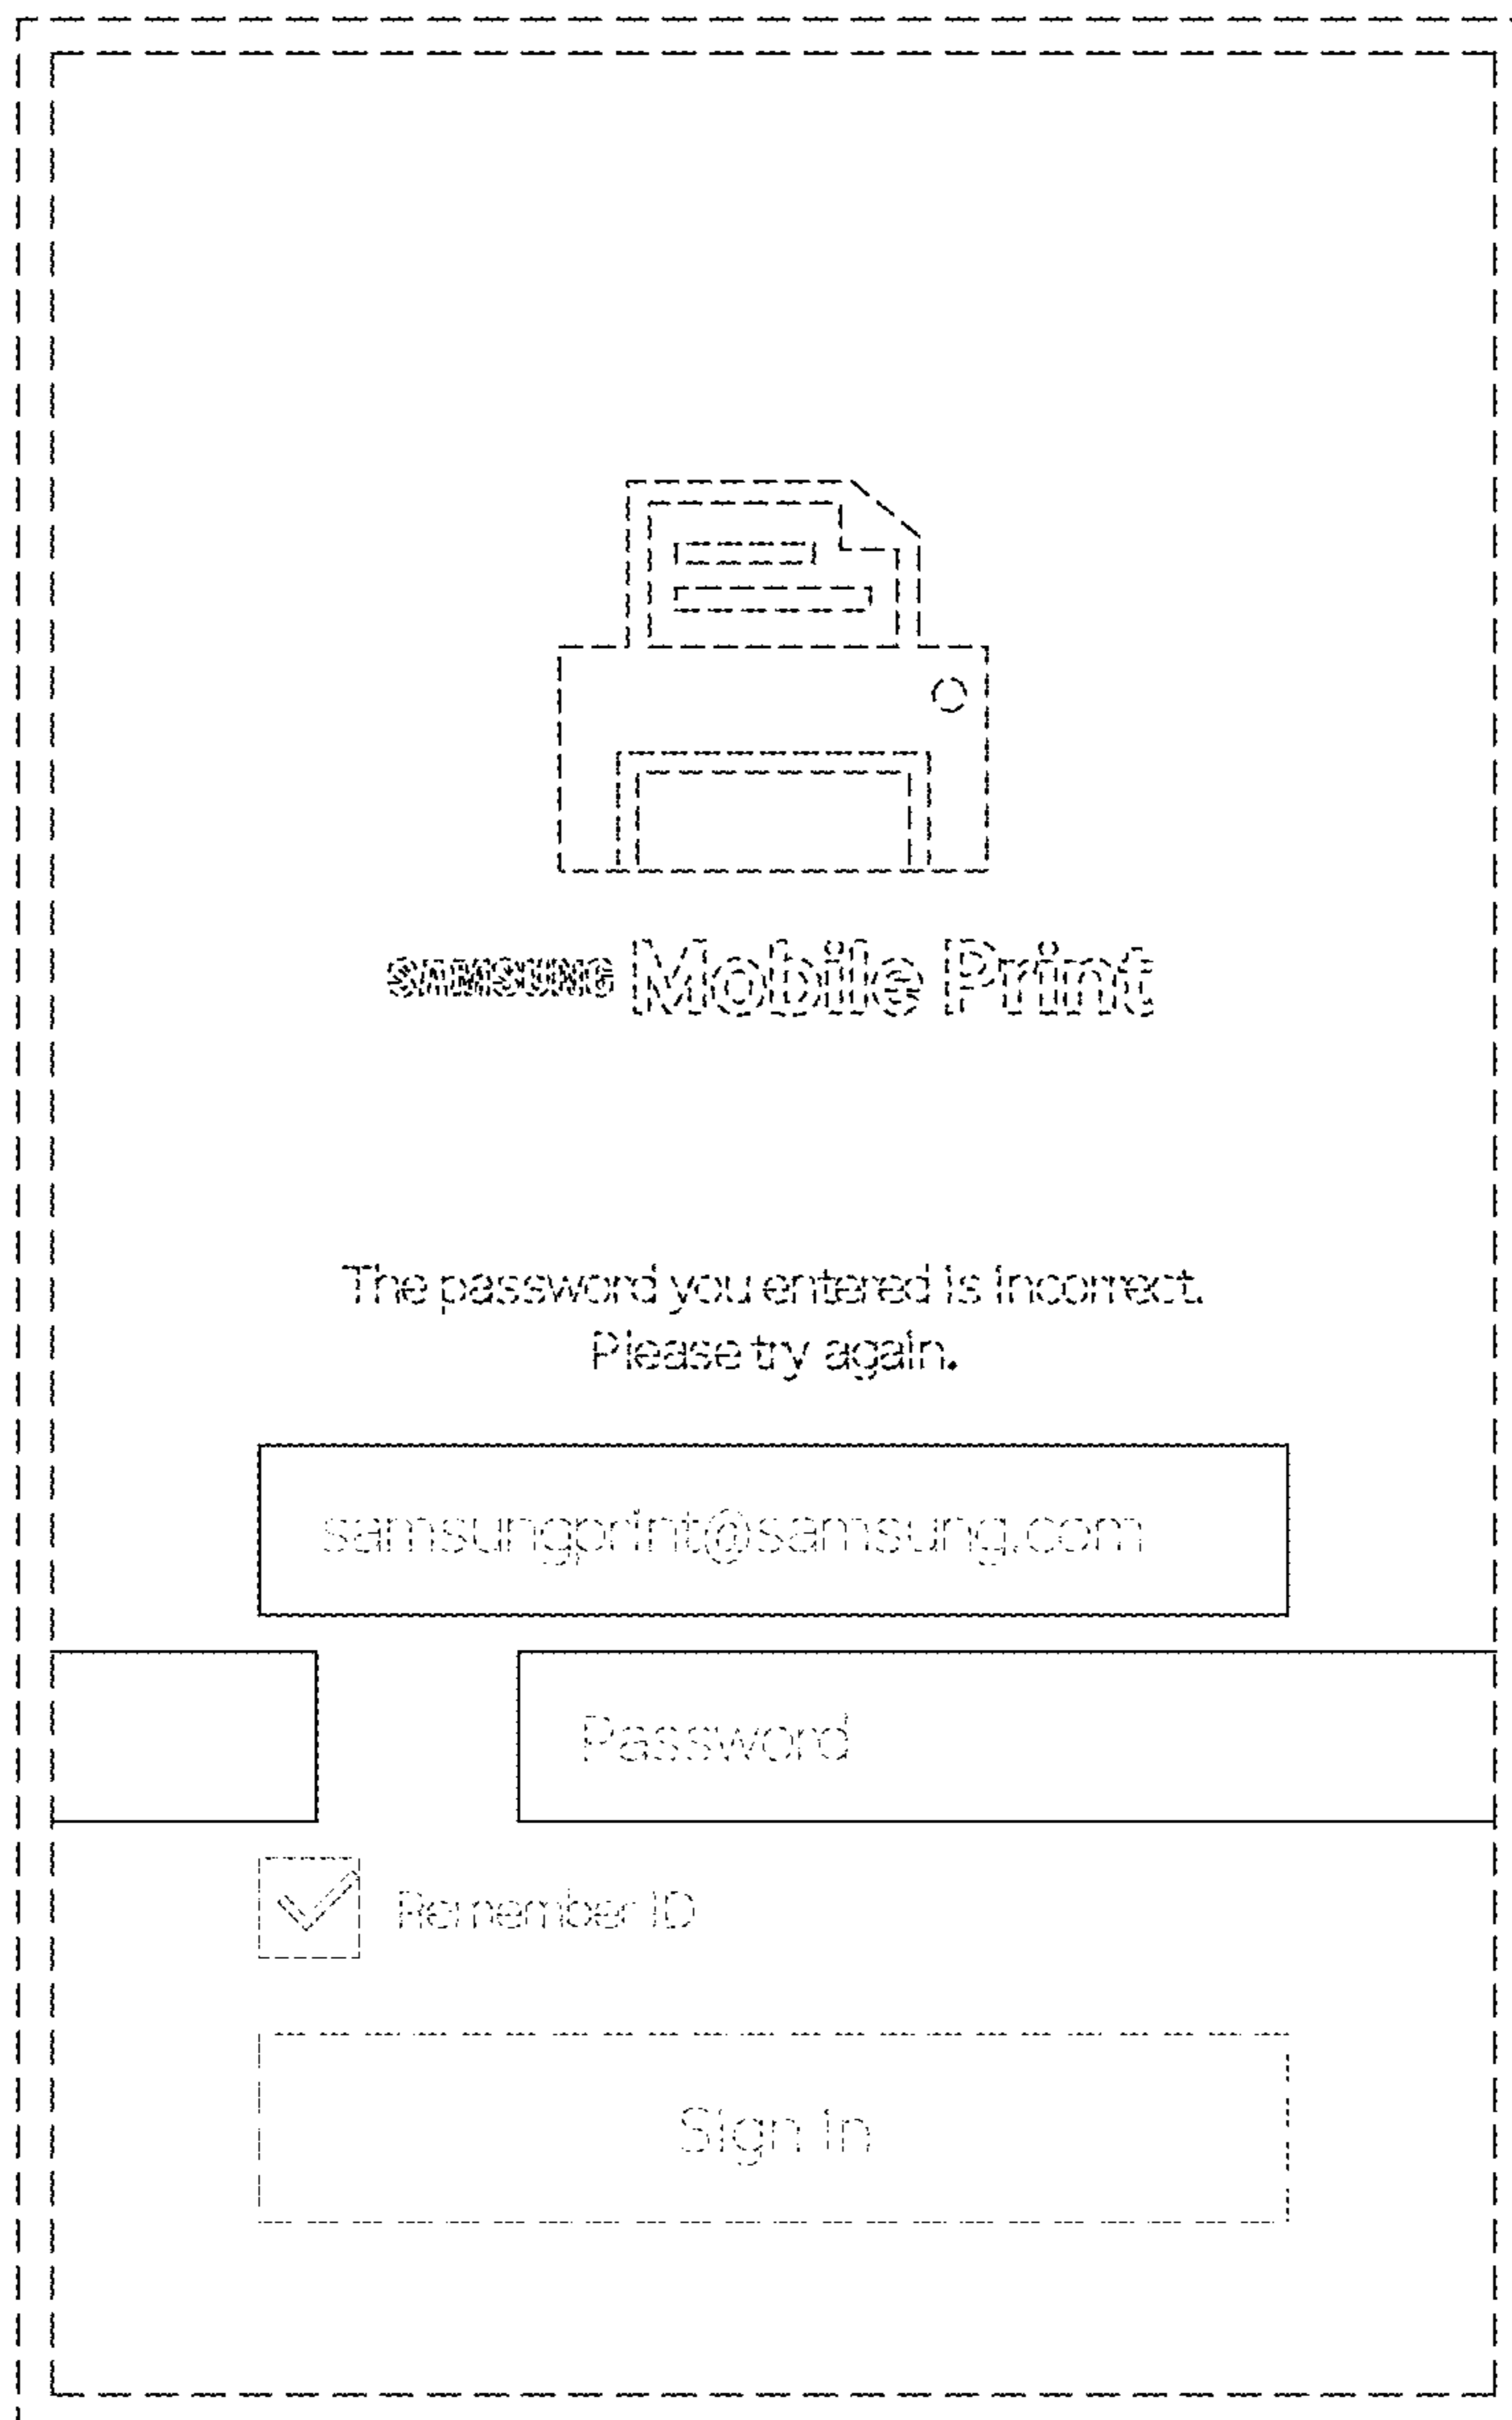 SAMSUNG Mobile Print
The password you entered is incorrect.
Please try again.
samsungprint@samsung.com
Password
Remember ID
Sign in